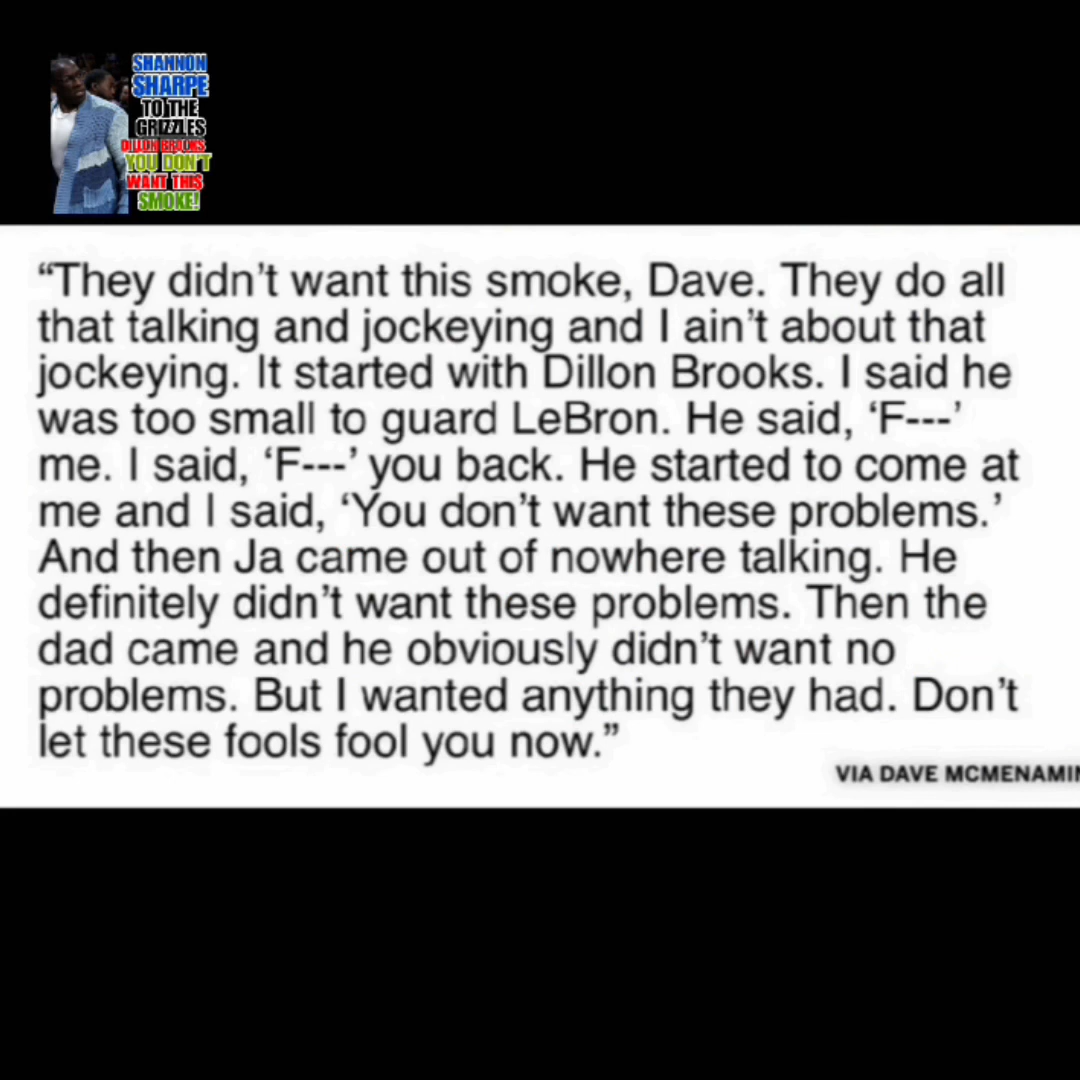 SHANNON
SHARPE
TO THE
GRIZZLES
DILLON BROOKS
YOU DON'T
WANT THIS
SMOKE!
“They didn’t want this smoke, Dave. They do all
that talking and jockeying and I ain’t about that
jockeying. It started with Dillon Brooks. I said he
was too small to guard LeBron. He said, ‘F---’
me. I said, ‘F---’ you back. He started to come at
me and I said, ‘You don’t want these problems.’
And then Ja came out of nowhere talking. He
definitely didn’t want these problems. Then the
dad came and he obviously didn’t want no
problems. But I wanted anything they had. Don’t
let these fools fool you now.”
VIA DAVE MCMENAMIN